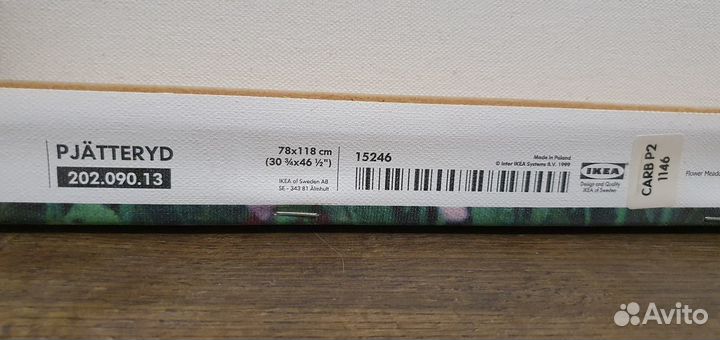 PJÄTTERYD
202.090.13
78x118 cm
(30 ¾x46 ½")
IKEA of Sweden AB
SE - 343 81 Älmhult
15246
Made in Poland
© Inter IKEA Systems B.V. 1999
IKEA
Design and Quality
IKEA of Sweden
CARB P2
1146
Flower Meado
Avito